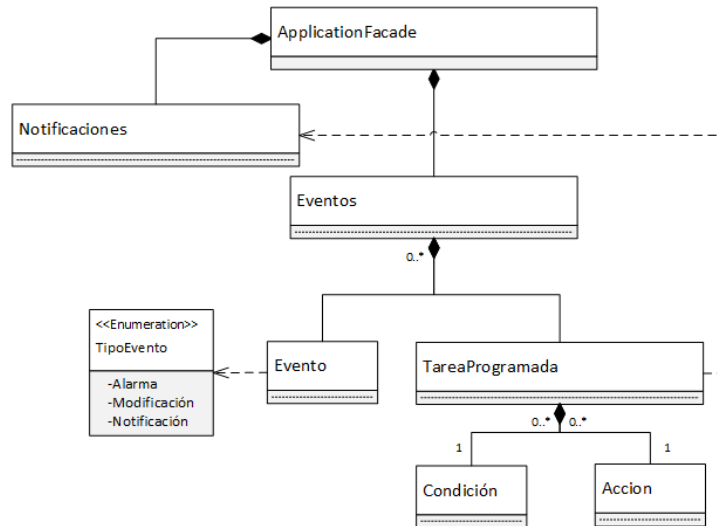 ApplicationFacade
Notificaciones
Eventos
0..*
<<Enumeration>>
TipoEvento
-Alarma
-Modificación
-Notificación
Evento
TareaProgramada
0..* 0..*
1
1
Condición
Accion